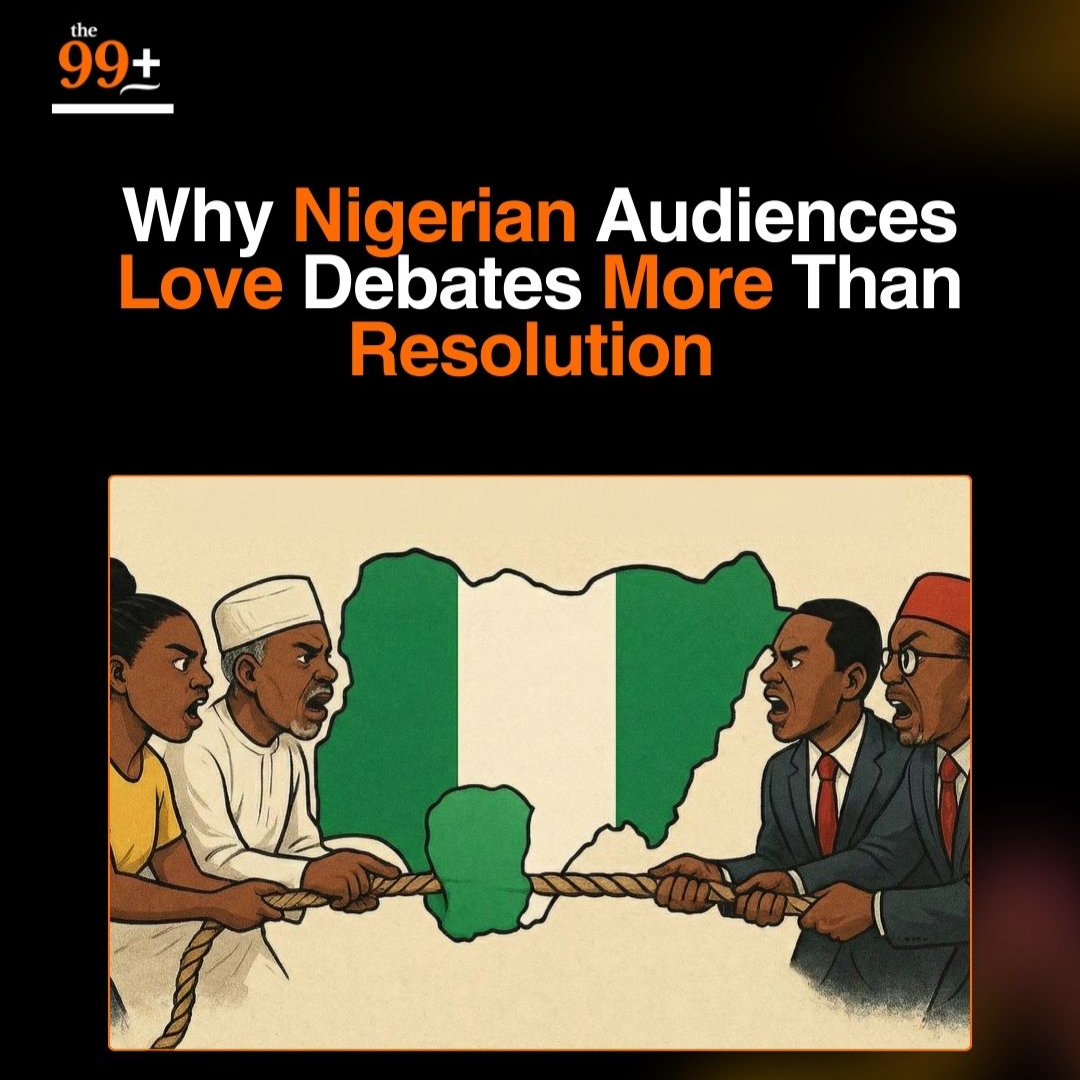 the
99+
Why Nigerian Audiences
Love Debates More Than
Resolution